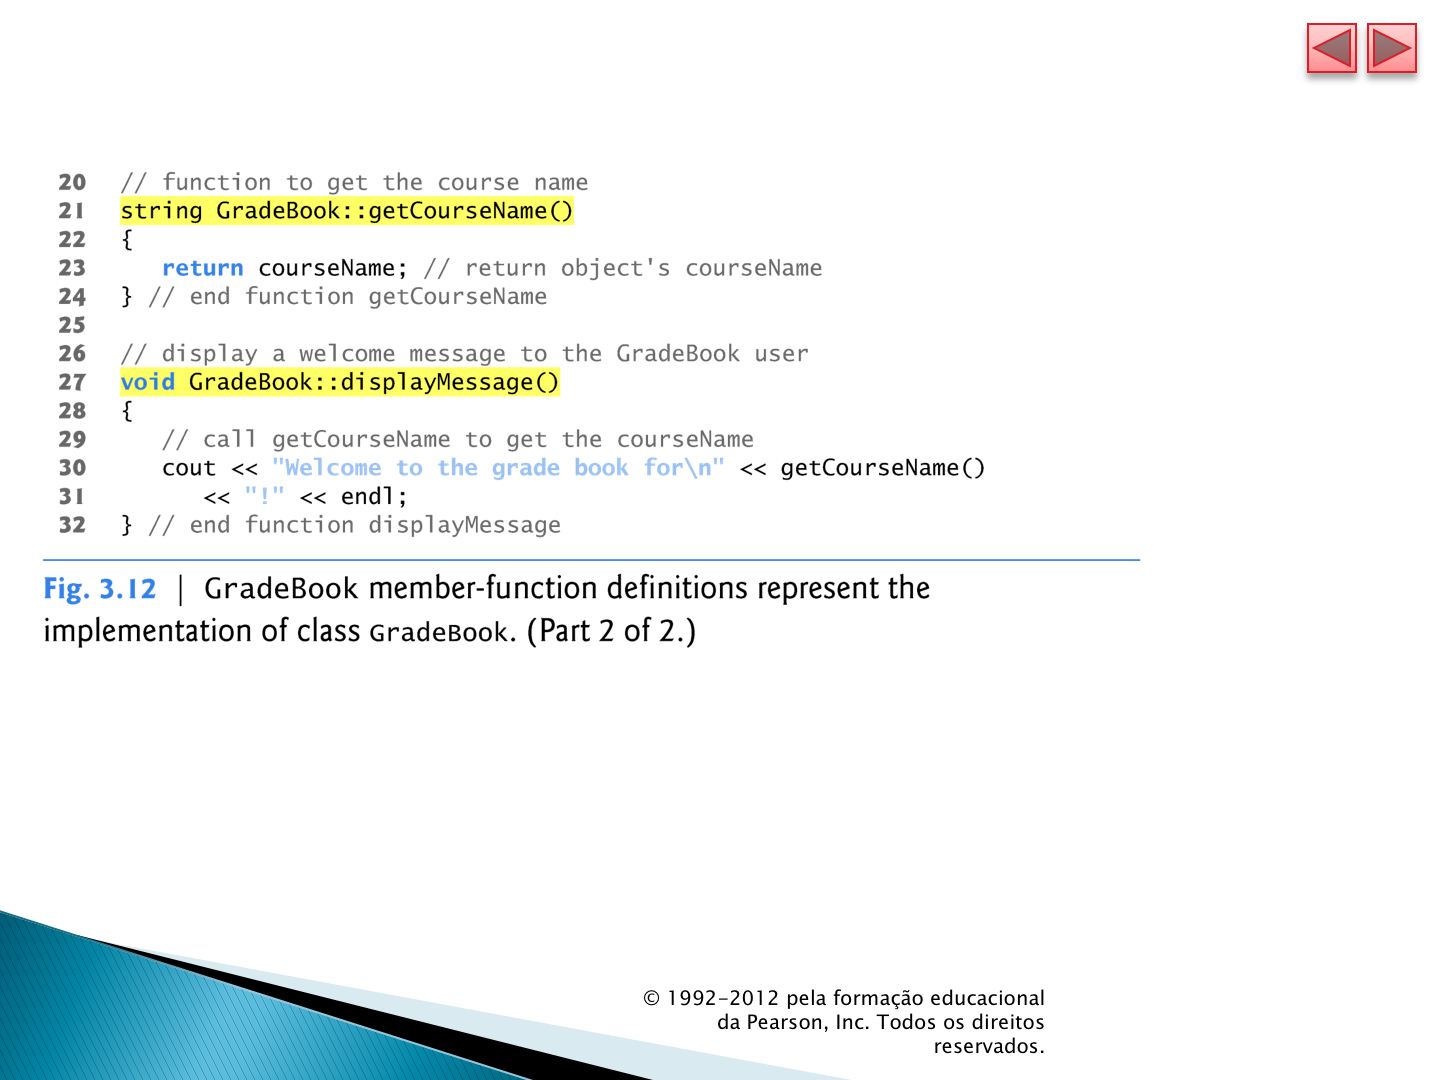 20 // function to get the course name
21 string GradeBook::getCourseName()
22 {
23    return courseName; // return object's courseName
24 } // end function getCourseName
25
26 // display a welcome message to the GradeBook user
27 void GradeBook::displayMessage()
28 {
29    // call getCourseName to get the courseName
30    cout << "Welcome to the grade book for\n" << getCourseName()
31       << "!" << endl;
32 } // end function displayMessage
Fig. 3.12 | GradeBook member-function definitions represent the
implementation of class GradeBook. (Part 2 of 2.)
© 1992-2012 pela formação educacional
da Pearson, Inc. Todos os direitos
reservados.